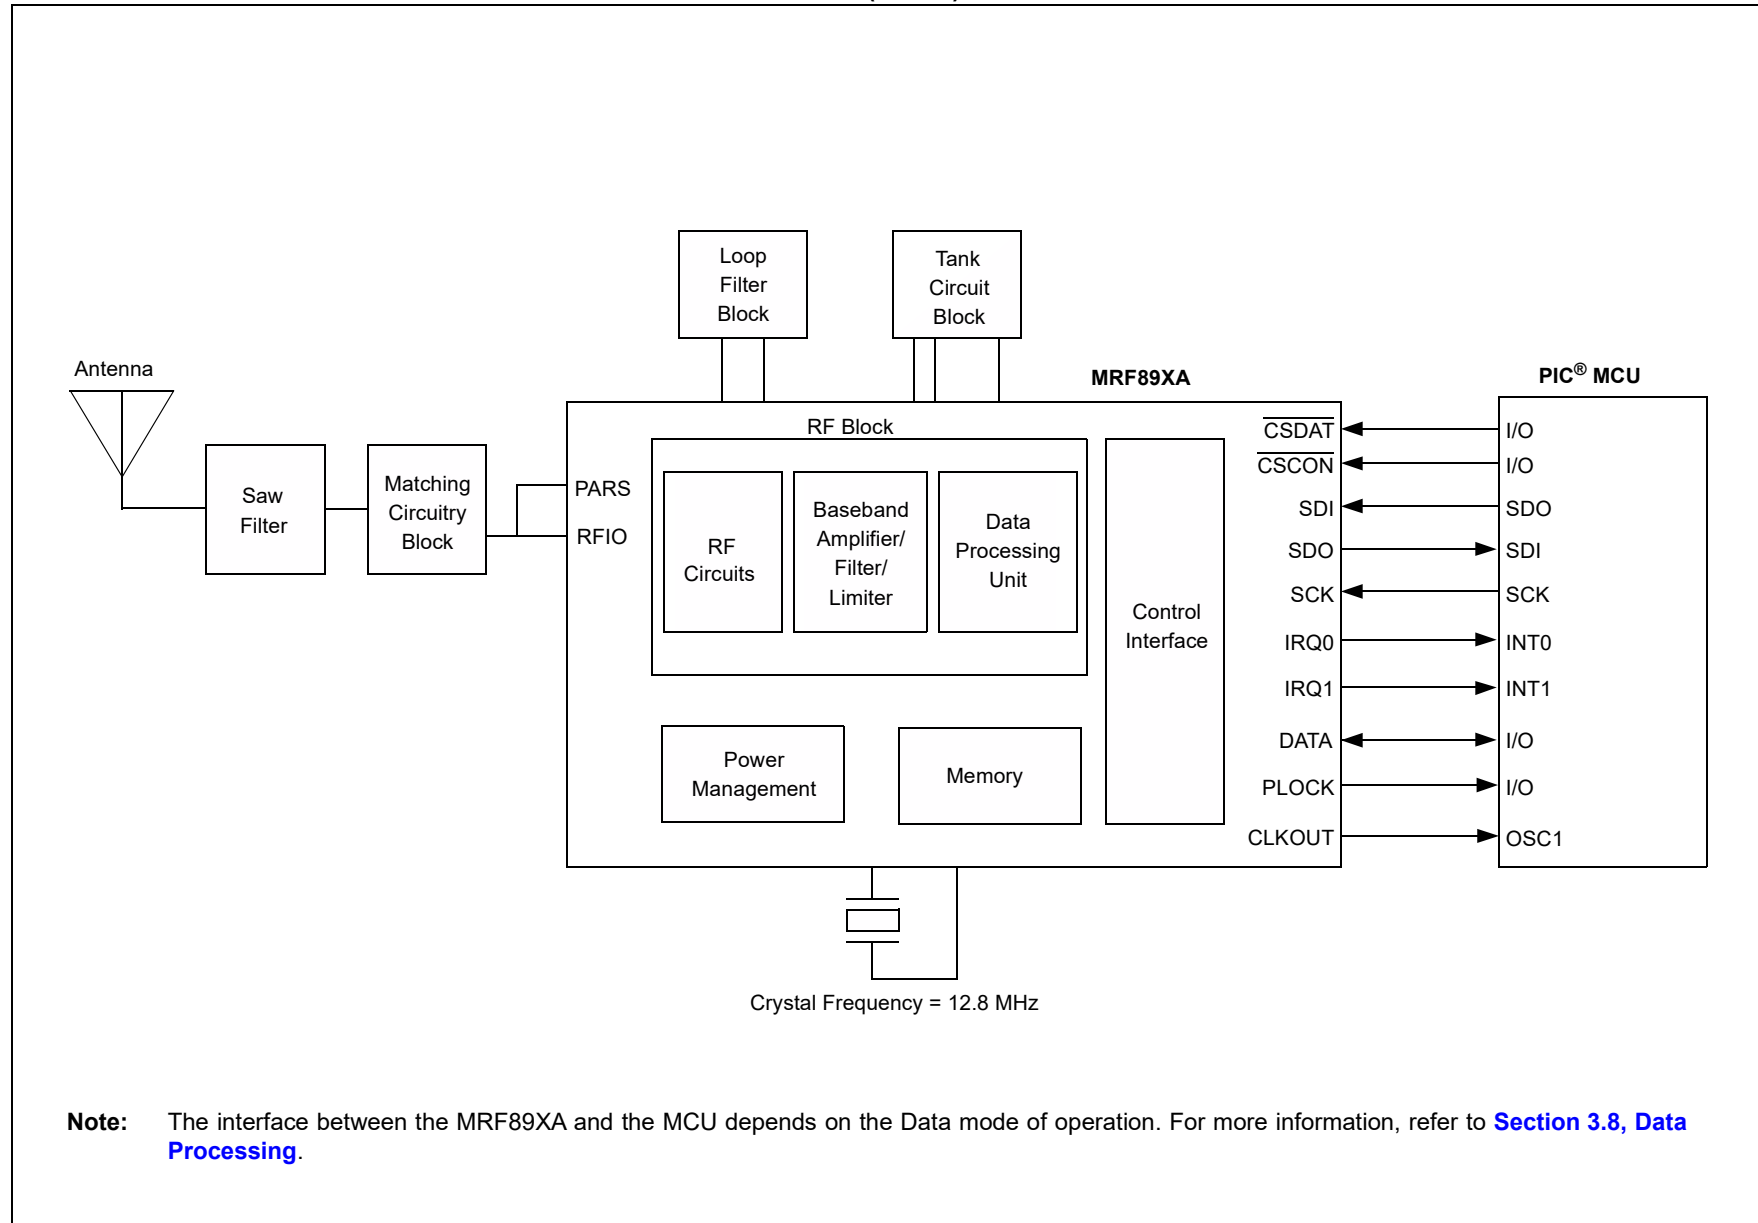 Loop
Filter
Block
Tank
Circuit
Block
Antenna
MRF89XA
PIC® MCU
Saw
Filter
Matching
Circuitry
Block
PARS
RFIO
RF Block
RF
Circuits
Baseband
Amplifier/
Filter/
Limiter
Data
Processing
Unit
Power
Management
Memory
Control
Interface
CSDAT I/O
CSCON I/O
SDI SDO
SDO SDI
SCK SCK
IRQ0 INT0
IRQ1 INT1
DATA I/O
PLOCK I/O
CLKOUT OSC1
Crystal Frequency = 12.8 MHz
Note: The interface between the MRF89XA and the MCU depends on the Data mode of operation. For more information, refer to Section 3.8, Data
Processing.